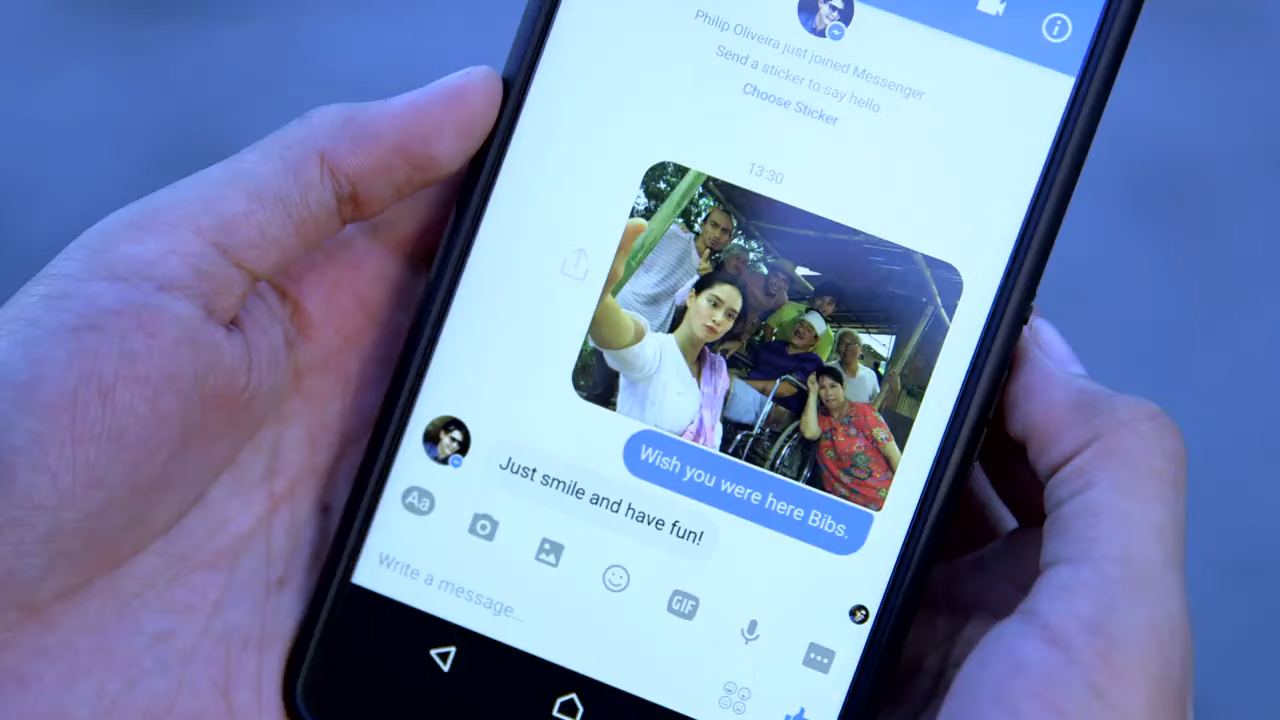 Philip Oliveira just joined Messenger
Send a sticker to say hello.
Choose Sticker
13:30
Wish you were here Bibs.
Just smile and have fun!
Aa
GIF
Write a message...